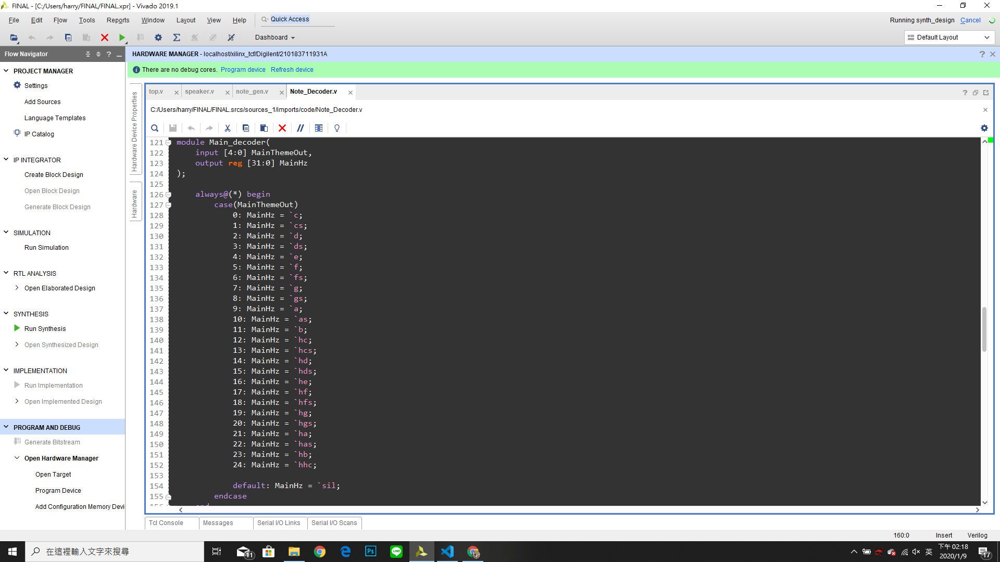 FINAL - [C:/Users/harry/FINAL/FINAL.xpr] - Vivado 2019.1
File Edit Flow Tools Reports Window Layout View Help Quick Access
Running synth_design Cancel
Dashboard
Default Layout
Flow Navigator
HARDWARE MANAGER - localhost/xilinx_tcf/Digilent/210183711931A
There are no debug cores. Program device Refresh device
PROJECT MANAGER
Settings
Add Sources
Language Templates
IP Catalog
IP INTEGRATOR
Create Block Design
Open Block Design
Generate Block Design
SIMULATION
Run Simulation
RTL ANALYSIS
Open Elaborated Design
SYNTHESIS
Run Synthesis
Open Synthesized Design
IMPLEMENTATION
Run Implementation
Open Implemented Design
PROGRAM AND DEBUG
Generate Bitstream
Open Hardware Manager
Open Target
Program Device
Add Configuration Memory Devi
Hardware Device Properties
Hardware
top.v speaker.v note_gen.v Note_Decoder.v
C:/Users/harry/FINAL/FINAL.srcs/sources_1/imports/code/Note_Decoder.v
121 module Main_decoder(
122 input [4:0] MainThemeOut,
123 output reg [31:0] MainHz
124 );
125
126 always@(*) begin
127 case(MainThemeOut)
128 0: MainHz = `c;
129 1: MainHz = `cs;
130 2: MainHz = `d;
131 3: MainHz = `ds;
132 4: MainHz = `e;
133 5: MainHz = `f;
134 6: MainHz = `fs;
135 7: MainHz = `g;
136 8: MainHz = `gs;
137 9: MainHz = `a;
138 10: MainHz = `as;
139 11: MainHz = `b;
140 12: MainHz = `hc;
141 13: MainHz = `hcs;
142 14: MainHz = `hd;
143 15: MainHz = `hds;
144 16: MainHz = `he;
145 17: MainHz = `hf;
146 18: MainHz = `hfs;
147 19: MainHz = `hg;
148 20: MainHz = `hgs;
149 21: MainHz = `ha;
150 22: MainHz = `has;
151 23: MainHz = `hb;
152 24: MainHz = `hhc;
153
154 default: MainHz = `sil;
155 endcase
156 end
Tcl Console Messages Serial I/O Links Serial I/O Scans
160:0 Insert Verilog
在這裡輸入文字來搜尋
11
Ps
LINE
英
下午 02:18
2020/1/9
17